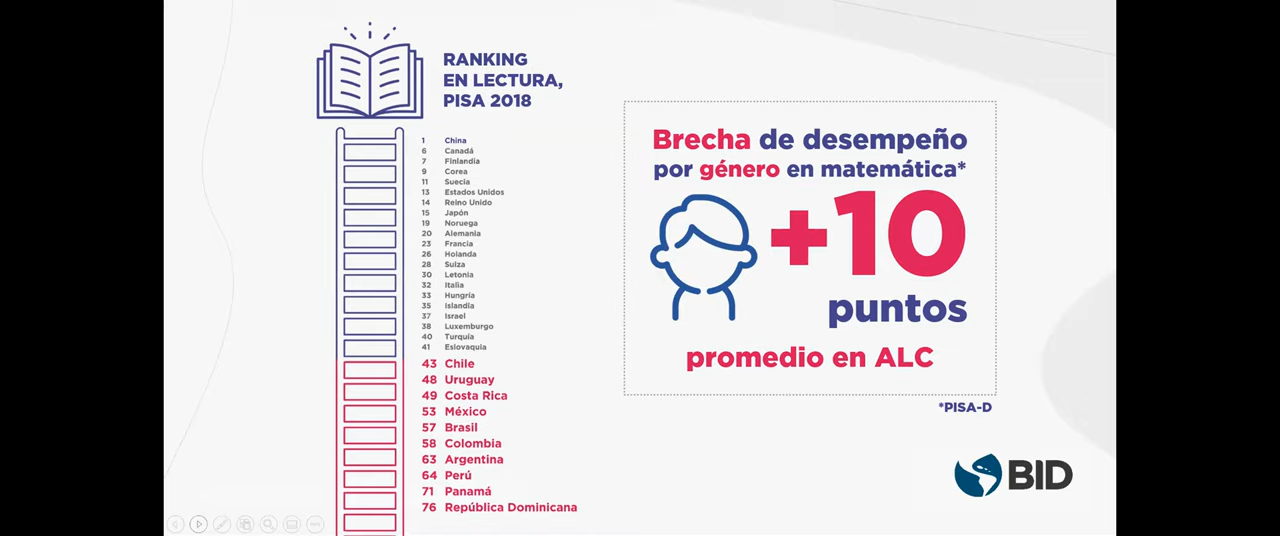 RANKING
EN LECTURA,
PISA 2018
1 China
6 Canadá
7 Finlandia
9 Corea
11 Suecia
13 Estados Unidos
14 Reino Unido
15 Japón
19 Noruega
20 Alemania
23 Francia
26 Holanda
28 Suiza
30 Letonia
32 Italia
33 Hungría
35 Islandia
37 Israel
38 Luxemburgo
40 Turquía
41 Eslovaquia
43 Chile
48 Uruguay
49 Costa Rica
53 México
57 Brasil
58 Colombia
63 Argentina
64 Perú
71 Panamá
76 República Dominicana
Brecha de desempeño
por género en matemática*
+10
puntos
promedio en ALC
*PISA-D
BID